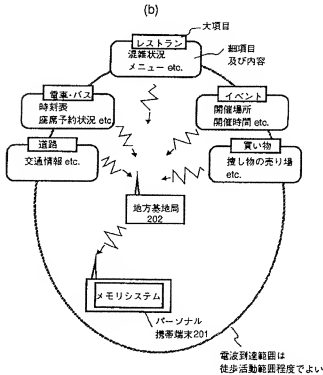 (b)
レストラン
大項目
混雑状況
メニュー etc.
細項目
及び内容
電車・バス
時刻表
座席予約状況 etc
イベント
開催場所
開催時間 etc.
道路
交通情報 etc.
買い物
捜し物の売り場
etc.
地方基地局
202
メモリシステム
パーソナル
携帯端末201
電波到達範囲は
徒歩活動範囲程度でよい